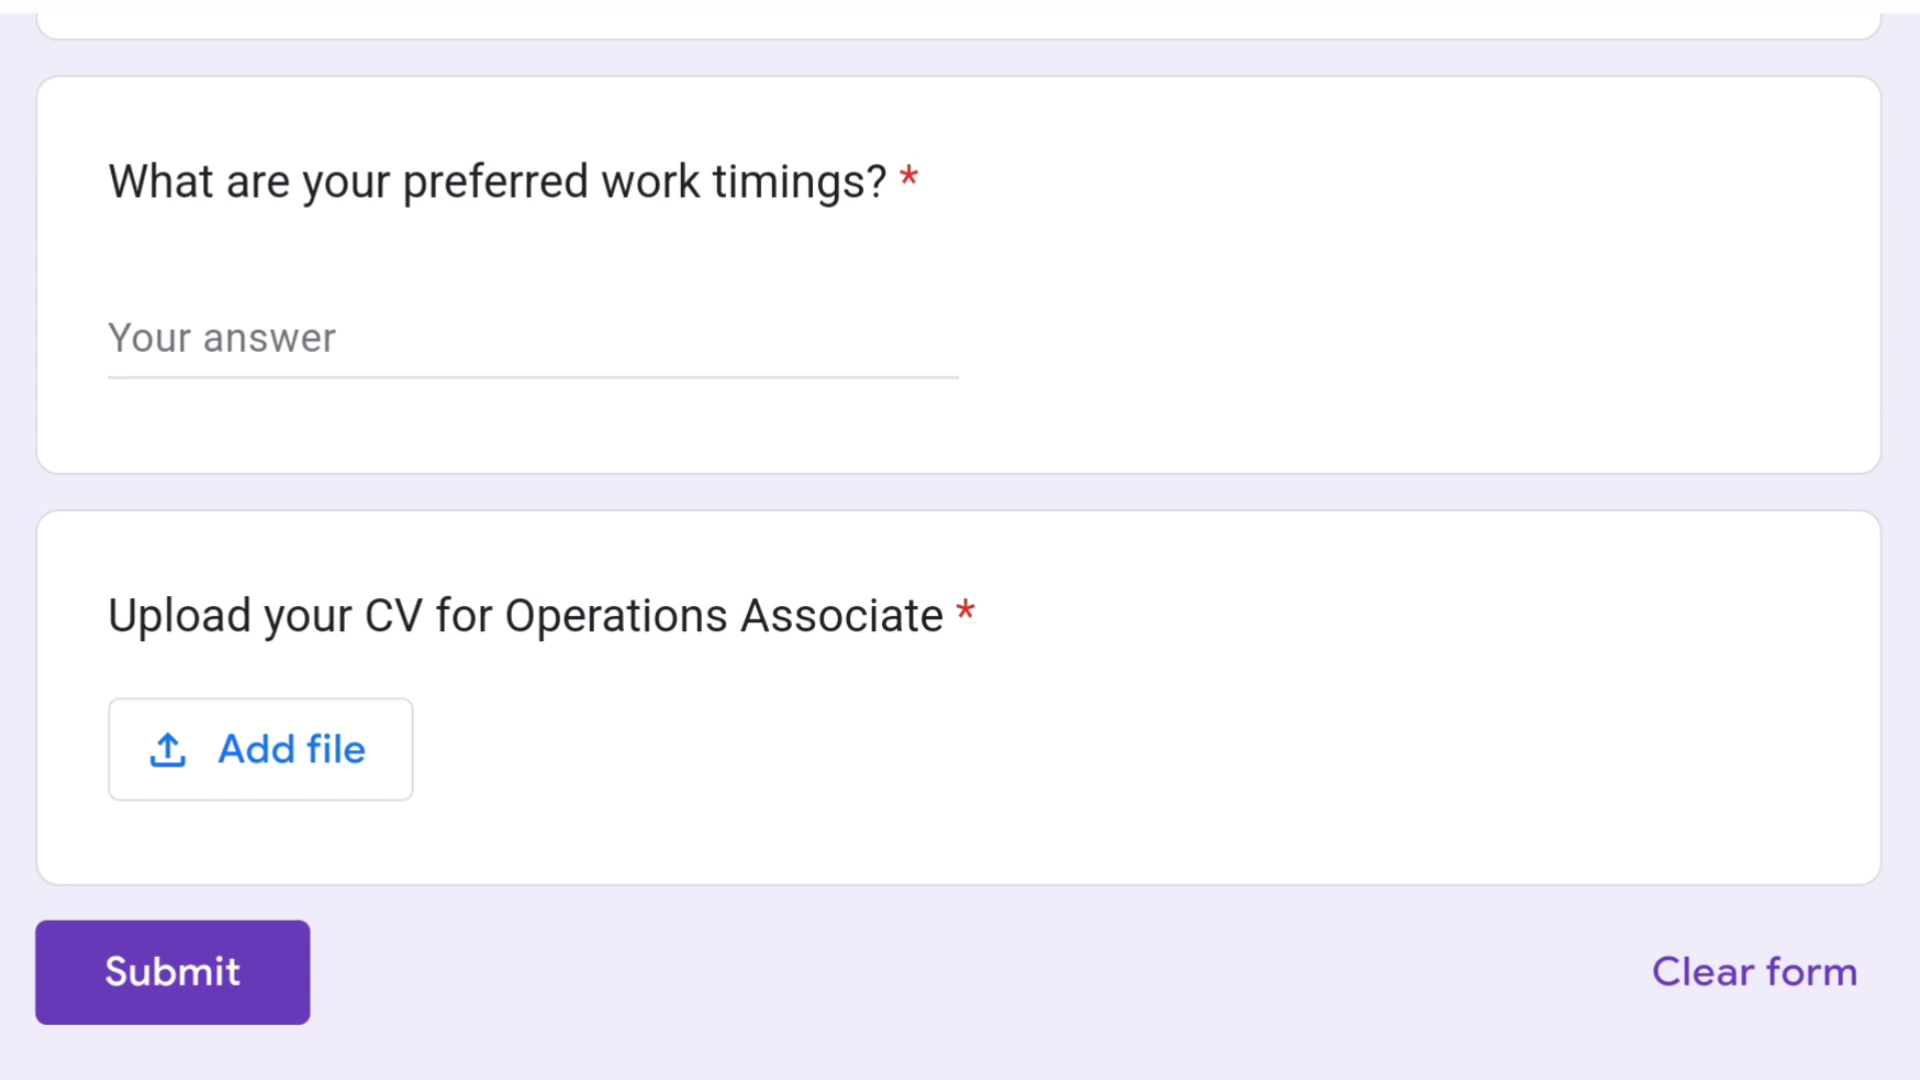 What are your preferred work timings? *
Your answer
Upload your CV for Operations Associate *
Add file
Submit
Clear form